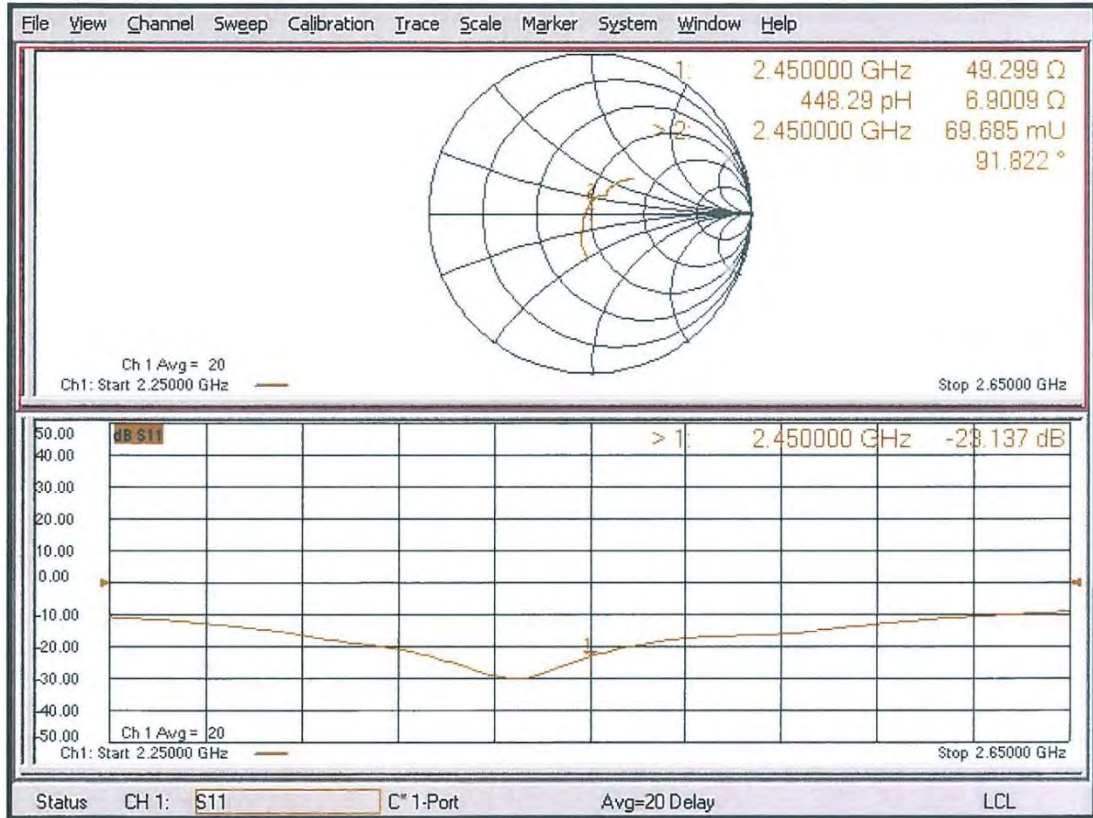 File View Channel Sweep Calibration Trace Scale Marker System Window Help
1: 2.450000 GHz 49.299 Ω
448.29 pH 6.9009 Ω
> 2: 2.450000 GHz 69.685 mU
91.822 °
Ch 1 Avg = 20
Ch1: Start 2.25000 GHz
Stop 2.65000 GHz
50.00
dB S11
> 1: 2.450000 GHz -23.137 dB
40.00
30.00
20.00
10.00
0.00
-10.00
-20.00
1
-30.00
-40.00
-50.00
Ch 1 Avg = 20
Ch1: Start 2.25000 GHz
Stop 2.65000 GHz
Status CH 1: S11 C* 1-Port Avg=20 Delay LCL